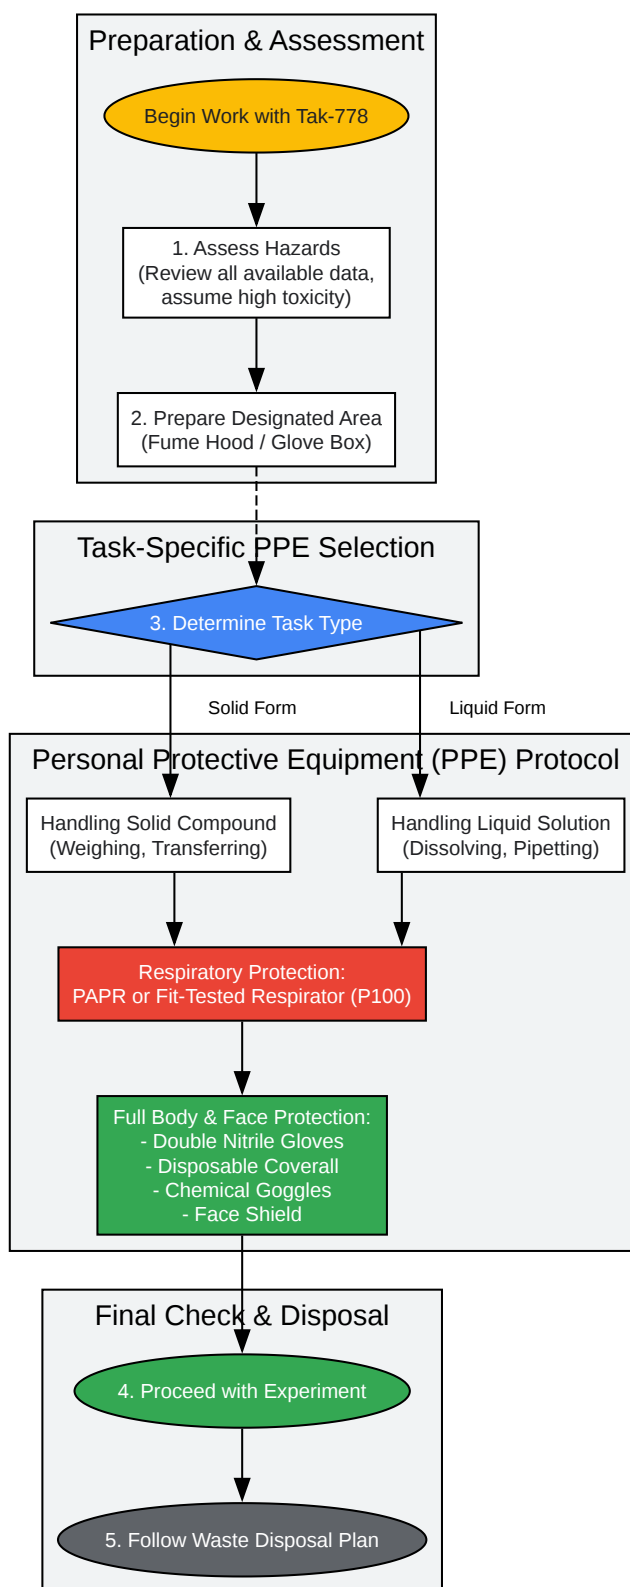 Preparation & Assessment
Begin Work with Tak-778
1. Assess Hazards
(Review all available data,
assume high toxicity)
2. Prepare Designated Area
(Fume Hood / Glove Box)
Task-Specific PPE Selection
3. Determine Task Type
Solid Form
Liquid Form
Personal Protective Equipment (PPE) Protocol
Handling Solid Compound
(Weighing, Transferring)
Handling Liquid Solution
(Dissolving, Pipetting)
Respiratory Protection:
PAPR or Fit-Tested Respirator (P100)
Full Body & Face Protection:
- Double Nitrile Gloves
- Disposable Coverall
- Chemical Goggles
- Face Shield
Final Check & Disposal
4. Proceed with Experiment
5. Follow Waste Disposal Plan